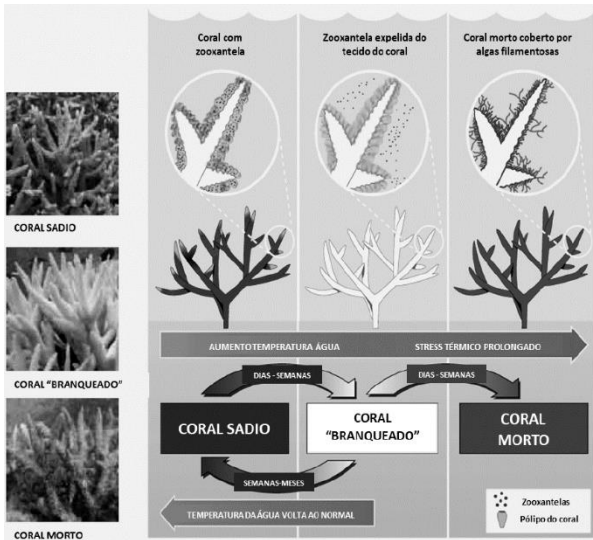 Coral com
zooxantela
Zooxantela expelida do
tecido do coral
Coral morto coberto por
algas filamentosas
CORAL SADIO
CORAL "BRANQUEADO"
CORAL MORTO
AUMENTO TEMPERATURA ÁGUA
STRESS TÉRMICO PROLONGADO
DIAS - SEMANAS
DIAS - SEMANAS
CORAL SADIO
CORAL
"BRANQUEADO"
CORAL
MORTO
SEMANAS-MESES
TEMPERATURA DA ÁGUA VOLTA AO NORMAL
Zooxantelas
Pólipo do coral